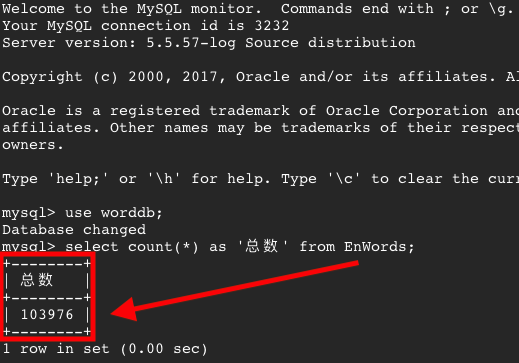 Welcome to the MySQL monitor.  Commands end with ; or \g.
Your MySQL connection id is 3232
Server version: 5.5.57-log Source distribution
Copyright (c) 2000, 2017, Oracle and/or its affiliates. Al
Oracle is a registered trademark of Oracle Corporation and
affiliates. Other names may be trademarks of their respect
owners.
Type 'help;' or '\h' for help. Type '\c' to clear the curr
mysql> use worddb;
Database changed
mysql> select count(*) as '总数' from EnWords;
+--------+
| 总数   |
+--------+
| 103976 |
+--------+
1 row in set (0.00 sec)